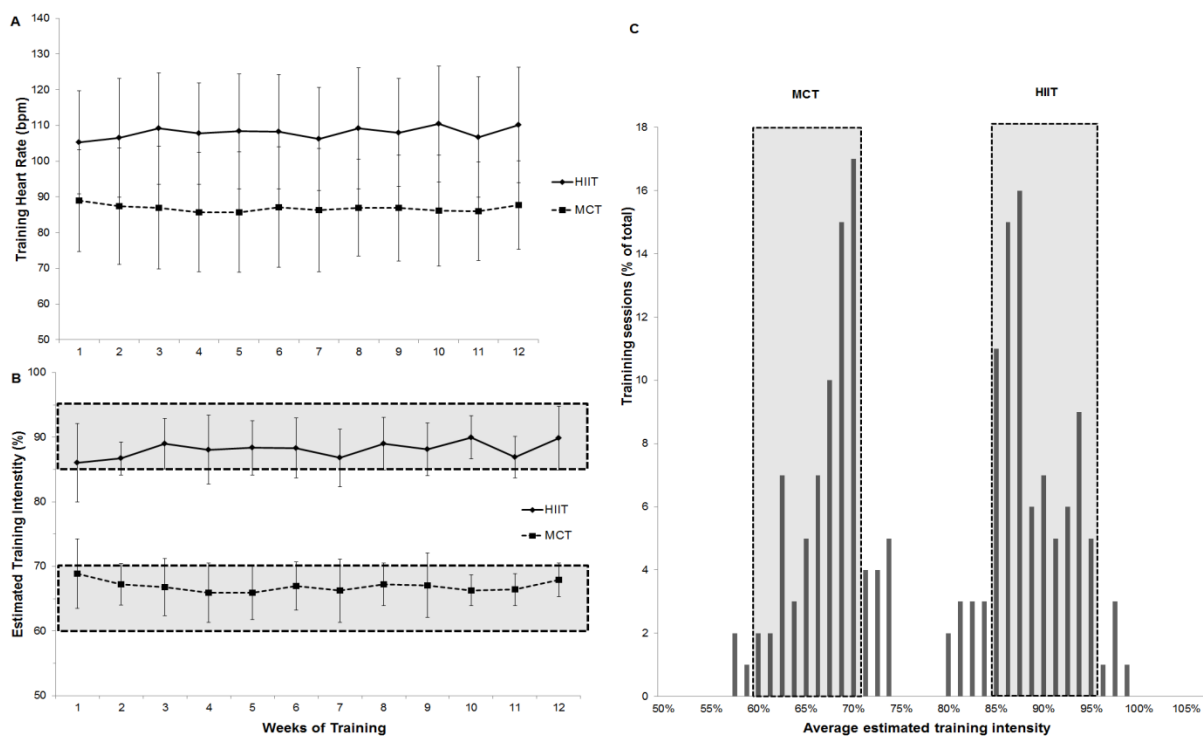 A
140
130
120
110
100
90
80
70
60
50
Training Heart Rate (bpm)
HIIT
MCT
1 2 3 4 5 6 7 8 9 10 11 12
B
100
90
80
70
60
50
Estimated Training Intenstity (%)
HIIT
MCT
1 2 3 4 5 6 7 8 9 10 11 12
Weeks of Training
C
MCT HIIT
18
16
14
12
10
8
6
4
2
0
Trainining sessions (% of total)
50% 55% 60% 65% 70% 75% 80% 85% 90% 95% 100% 105%
Average estimated training intensity